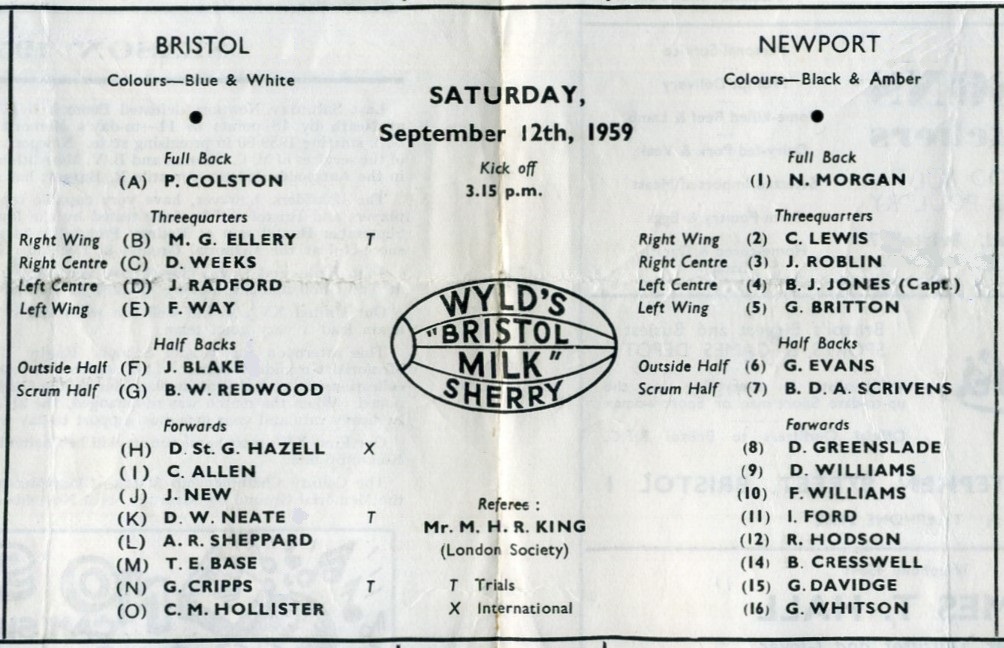 BRISTOL
Colours—Blue & White
Full Back
(A) P. COLSTON
Threequarters
Right Wing (B) M. G. ELLERY T
Right Centre (C) D. WEEKS
Left Centre (D) J. RADFORD
Left Wing (E) F. WAY
Half Backs
Outside Half (F) J. BLAKE
Scrum Half (G) B. W. REDWOOD
Forwards
(H) D. St. G. HAZELL X
(I) C. ALLEN
(J) J. NEW
(K) D. W. NEATE T
(L) A. R. SHEPPARD
(M) T. E. BASE
(N) G. CRIPPS T
(O) C. M. HOLLISTER
SATURDAY,
September 12th, 1959
Kick off
3.15 p.m.
WYLD'S
"BRISTOL
MILK"
SHERRY
Referee :
Mr. M. H. R. KING
(London Society)
T Trials
X International
NEWPORT
Colours—Black & Amber
Full Back
(1) N. MORGAN
Threequarters
Right Wing (2) C. LEWIS
Right Centre (3) J. ROBLIN
Left Centre (4) B. J. JONES (Capt.)
Left Wing (5) G. BRITTON
Half Backs
Outside Half (6) G. EVANS
Scrum Half (7) B. D. A. SCRIVENS
Forwards
(8) D. GREENSLADE
(9) D. WILLIAMS
(10) F. WILLIAMS
(11) I. FORD
(12) R. HODSON
(14) B. CRESSWELL
(15) G. DAVIDGE
(16) G. WHITSON